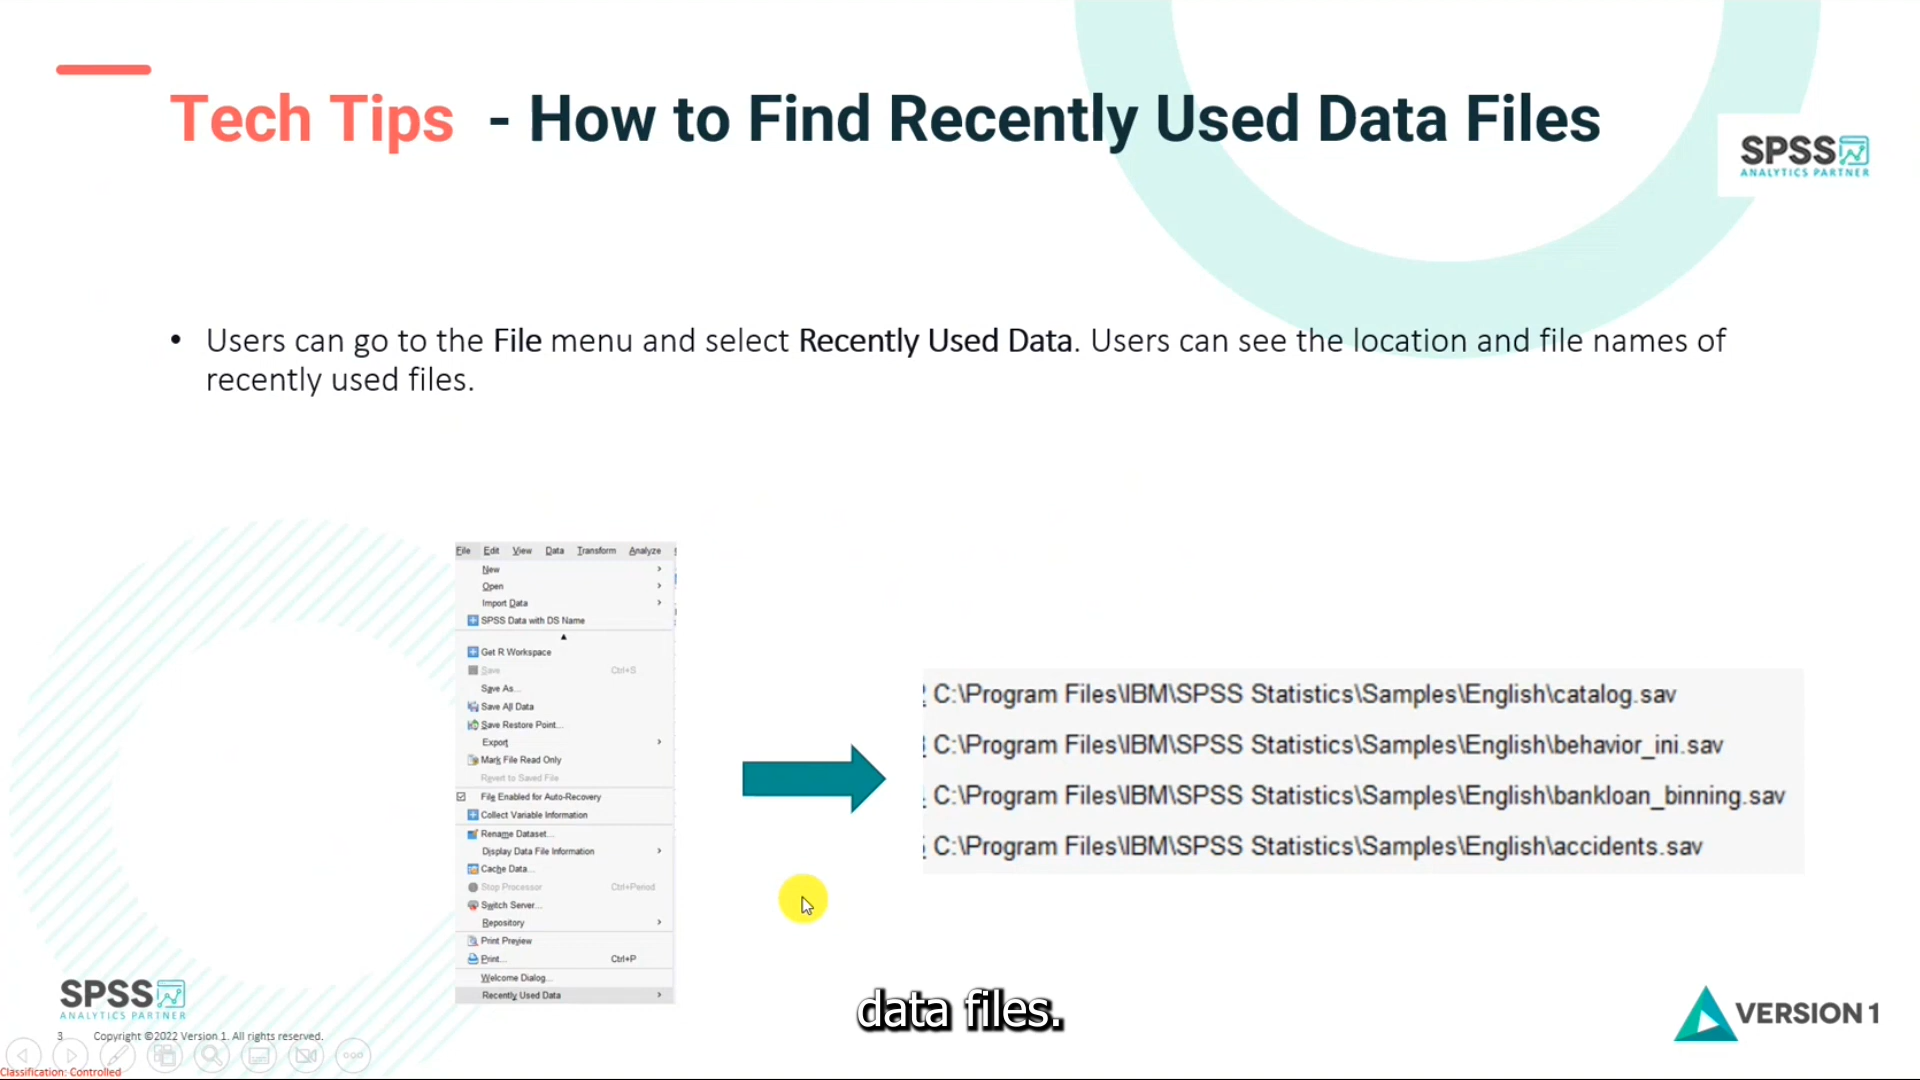 Tech Tips - How to Find Recently Used Data Files
SPSS
ANALYTICS PARTNER
• Users can go to the File menu and select Recently Used Data. Users can see the location and file names of
recently used files.
File Edit View Data Transform Analyze
New
Open
Import Data
SPSS Data with DS Name
Get R Workspace
Save Ctrl+S
Save As...
Save All Data
Save Restore Point...
Export
Mark File Read Only
Revert to Saved File
File Enabled for Auto-Recovery
Collect Variable Information
Rename Dataset...
Display Data File Information
Cache Data...
Stop Processor Ctrl+Period
Switch Server...
Repository
Print Preview
Print... Ctrl+P
Welcome Dialog...
Recently Used Data
C:\Program Files\IBM\SPSS Statistics\Samples\English\catalog.sav
C:\Program Files\IBM\SPSS Statistics\Samples\English\behavior_ini.sav
C:\Program Files\IBM\SPSS Statistics\Samples\English\bankloan_binning.sav
C:\Program Files\IBM\SPSS Statistics\Samples\English\accidents.sav
data files.
SPSS
ANALYTICS PARTNER
VERSION 1
3 Copyright ©2022 Version 1. All rights reserved.
Classification: Controlled